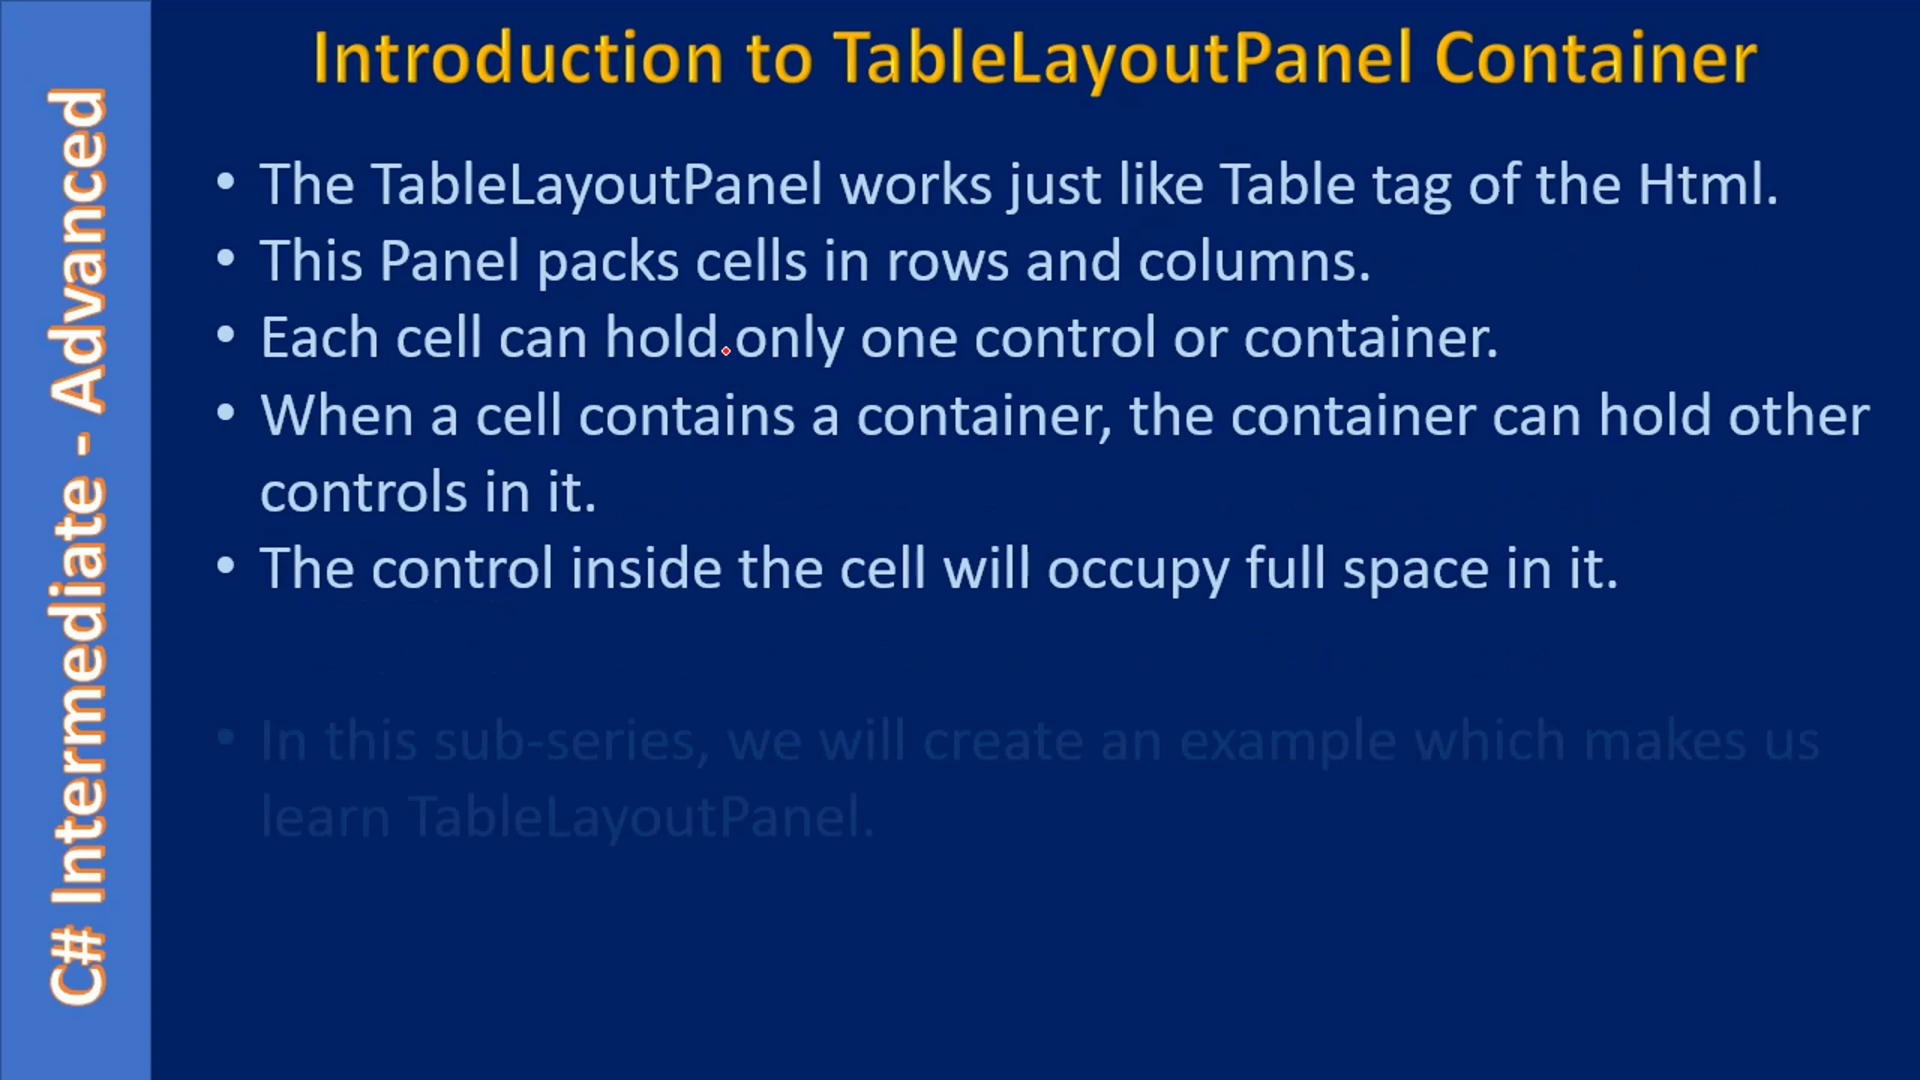 Introduction to TableLayoutPanel Container
C# Intermediate - Advanced
• The TableLayoutPanel works just like Table tag of the Html.
• This Panel packs cells in rows and columns.
• Each cell can hold only one control or container.
• When a cell contains a container, the container can hold other
controls in it.
• The control inside the cell will occupy full space in it.
• In this sub-series, we will create an example which makes us
learn TableLayoutPanel.